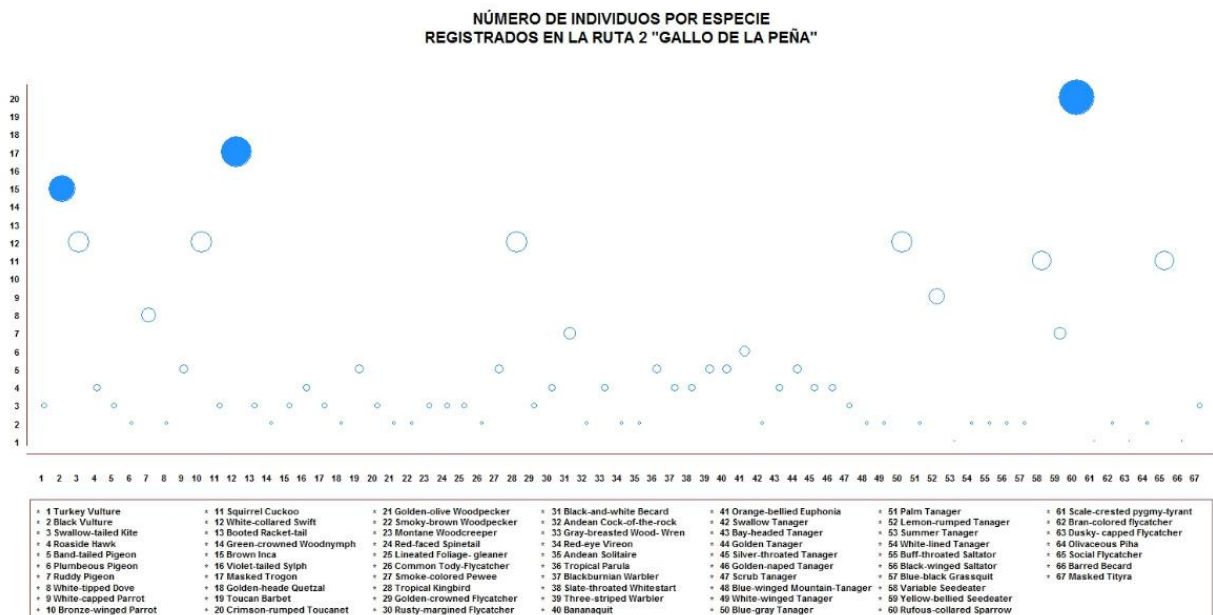 NÚMERO DE INDIVIDUOS POR ESPECIE
REGISTRADOS EN LA RUTA 2 "GALLO DE LA PEÑA"
20
19
18
17
16
15
14
13
12
11
10
9
8
7
6
5
4
3
2
1
1 2 3 4 5 6 7 8 9 10 11 12 13 14 15 16 17 18 19 20 21 22 23 24 25 26 27 28 29 30 31 32 33 34 35 36 37 38 39 40 41 42 43 44 45 46 47 48 49 50 51 52 53 54 55 56 57 58 59 60 61 62 63 64 65 66 67
1 Turkey Vulture
2 Black Vulture
3 Swallow-tailed Kite
4 Roaside Hawk
5 Band-tailed Pigeon
6 Plumbeous Pigeon
7 Ruddy Pigeon
8 White-tipped Dove
9 White-capped Parrot
10 Bronze-winged Parrot
11 Squirrel Cuckoo
12 White-collared Swift
13 Booted Racket-tail
14 Green-crowned Woodnymph
15 Brown Inca
16 Violet-tailed Sylph
17 Masked Trogon
18 Golden-heade Quetzal
19 Toucan Barbet
20 Crimson-rumped Toucanet
21 Golden-olive Woodpecker
22 Smoky-brown Woodpecker
23 Montane Woodcreeper
24 Red-faced Spinetail
25 Lineated Foliage- gleaner
26 Common Tody-Flycatcher
27 Smoke-colored Pewee
28 Tropical Kingbird
29 Golden-crowned Flycatcher
30 Rusty-margined Flycatcher
31 Black-and-white Becard
32 Andean Cock-of-the-rock
33 Gray-breasted Wood- Wren
34 Red-eye Vireon
35 Andean Solitaire
36 Tropical Parula
37 Blackburnian Warbler
38 Slate-throated Whitestart
39 Three-striped Warbler
40 Bananaquit
41 Orange-bellied Euphonia
42 Swallow Tanager
43 Bay-headed Tanager
44 Golden Tanager
45 Silver-throated Tanager
46 Golden-naped Tanager
47 Scrub Tanager
48 Blue-winged Mountain-Tanager
49 White-winged Tanager
50 Blue-gray Tanager
51 Palm Tanager
52 Lemon-rumped Tanager
53 Summer Tanager
54 White-lined Tanager
55 Buff-throated Saltator
56 Black-winged Saltator
57 Blue-black Grassquit
58 Variable Seedeater
59 Yellow-bellied Seedeater
60 Rufous-collared Sparrow
61 Scale-crested pygmy-tyrant
62 Bran-colored flycatcher
63 Dusky- capped Flycatcher
64 Olivaceous Piha
65 Social Flycatcher
66 Barred Becard
67 Masked Tityra